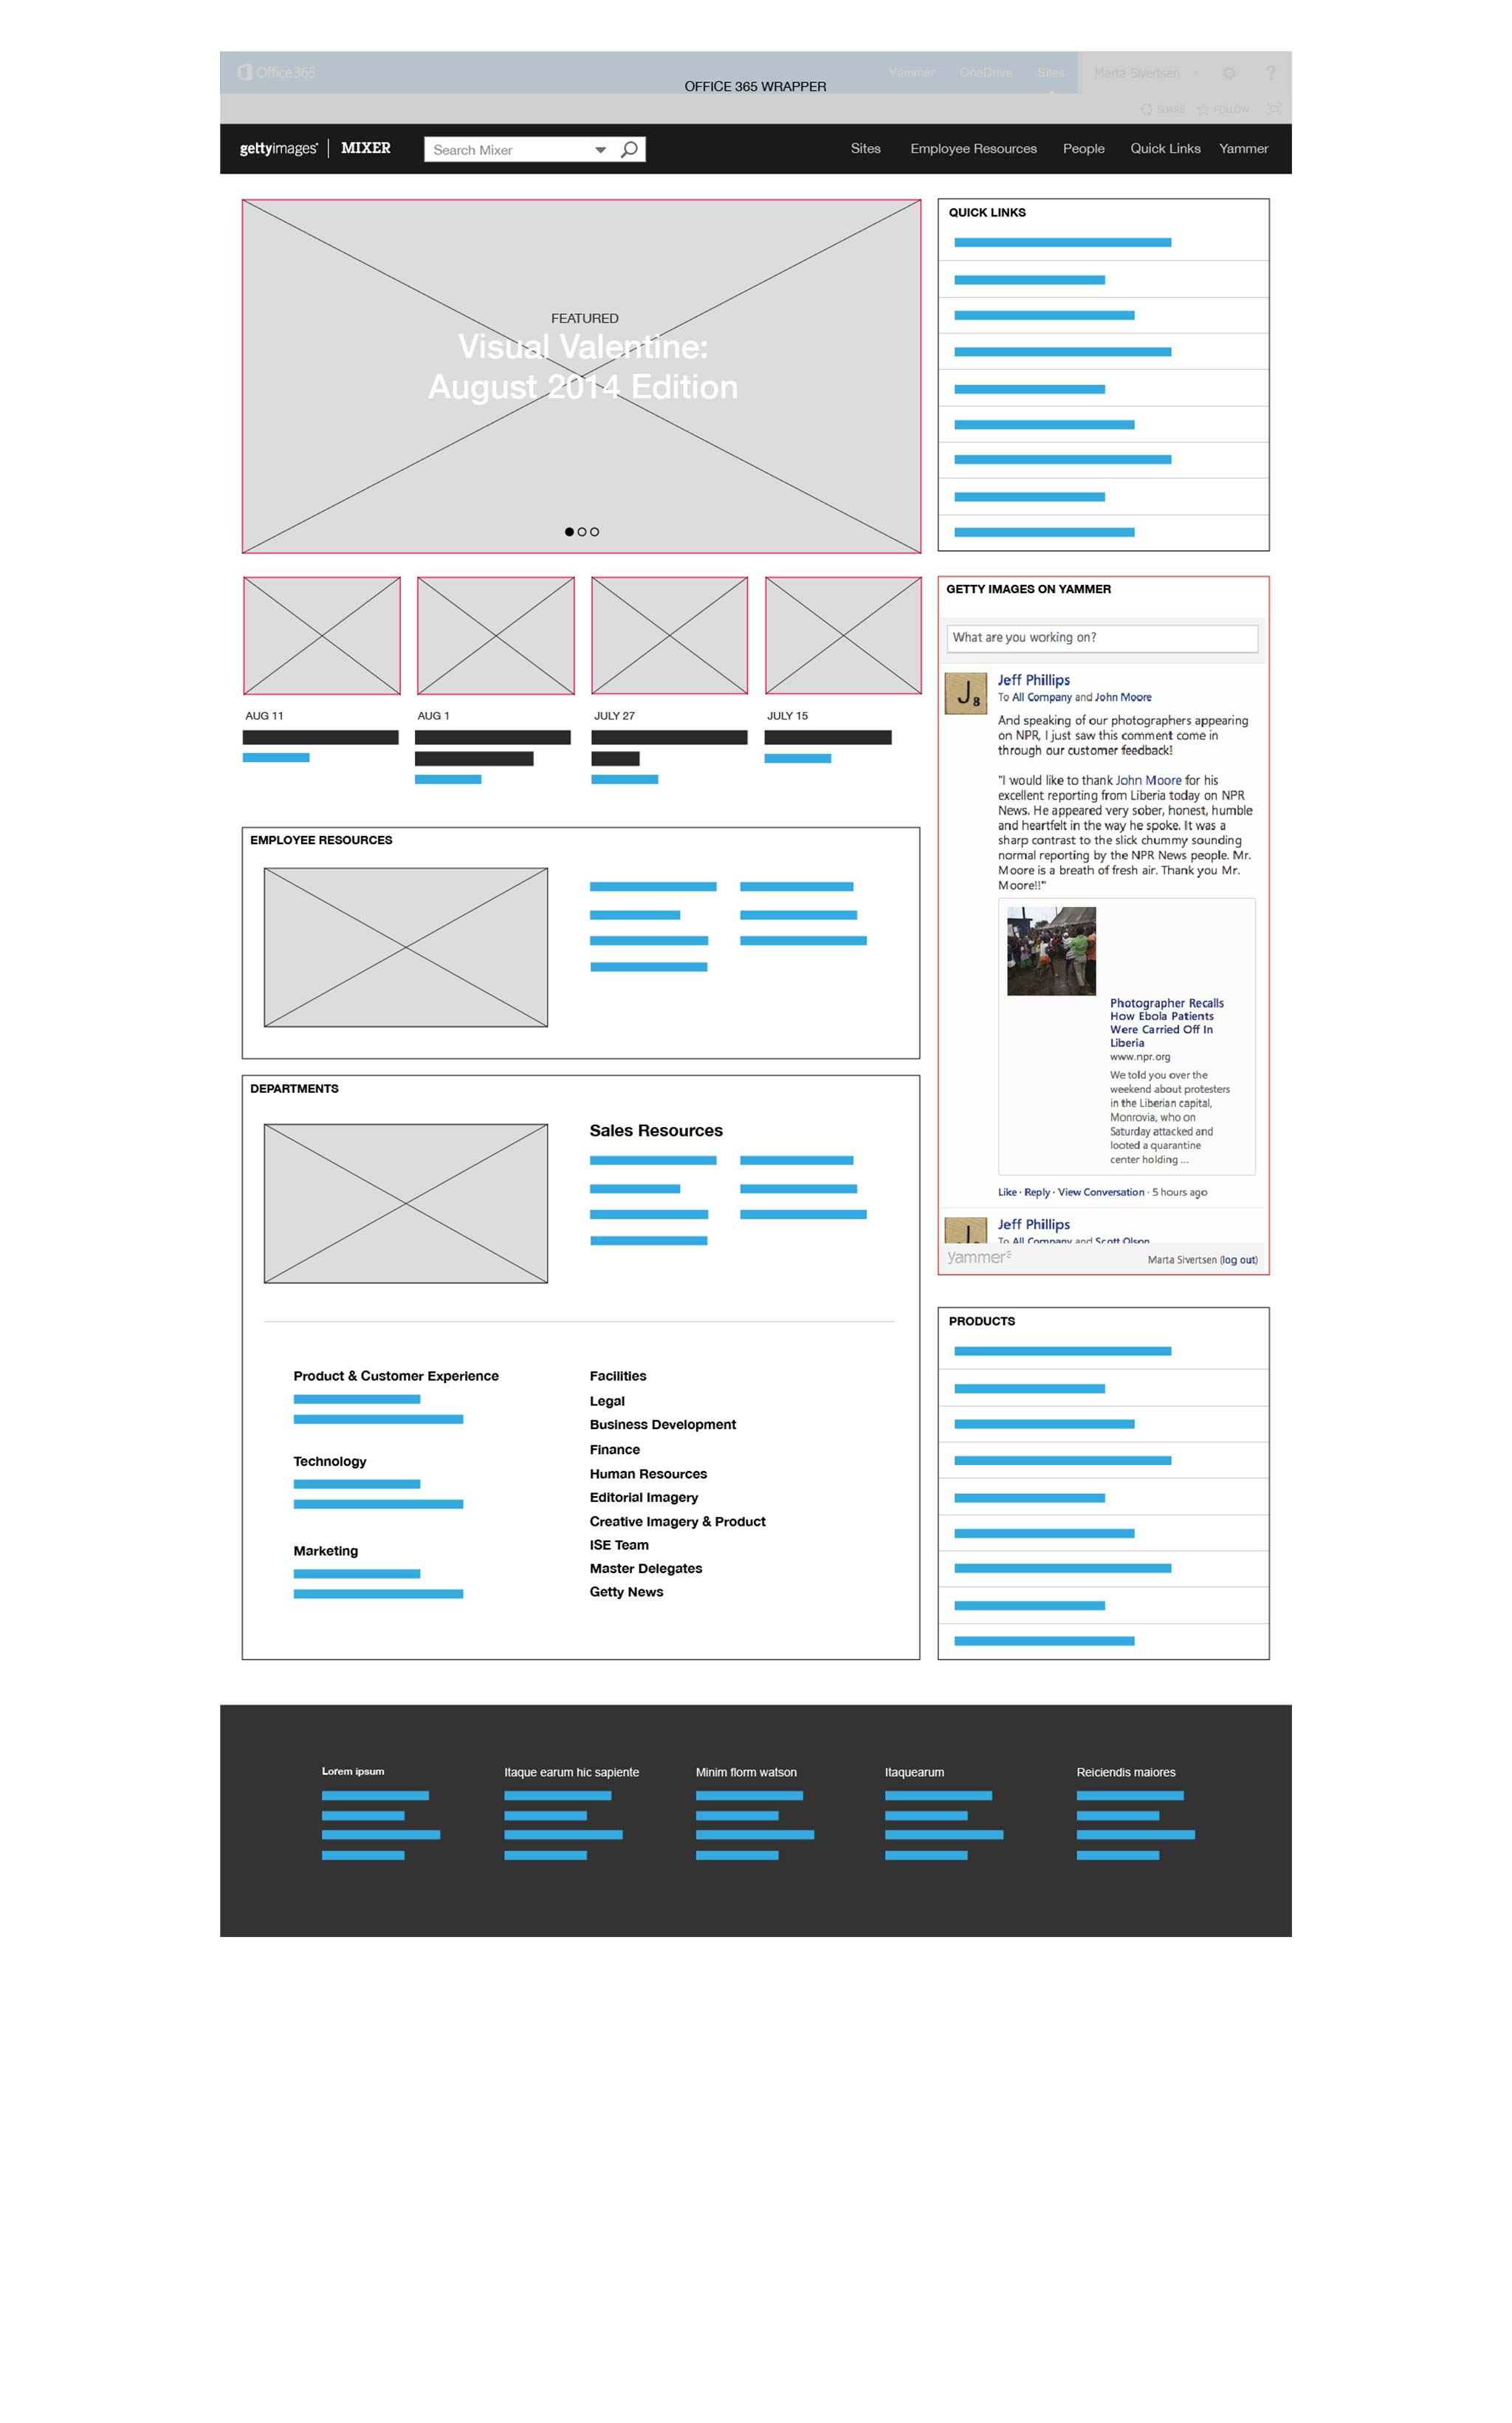 Office 365
Yammer OneDrive Sites Marta Sivertsen ?
OFFICE 365 WRAPPER
SHARE FOLLOW
gettyimages® | MIXER
Search Mixer
Sites Employee Resources People Quick Links Yammer
FEATURED
Visual Valentine:
August 2014 Edition
QUICK LINKS
AUG 11
AUG 1
JULY 27
JULY 15
GETTY IMAGES ON YAMMER
What are you working on?
J8
Jeff Phillips
To All Company and John Moore
And speaking of our photographers appearing
on NPR, I just saw this comment come in
through our customer feedback!
"I would like to thank John Moore for his
excellent reporting from Liberia today on NPR
News. He appeared very sober, honest, humble
and heartfelt in the way he spoke. It was a
sharp contrast to the slick chummy sounding
normal reporting by the NPR News people. Mr.
Moore is a breath of fresh air. Thank you Mr.
Moore!!"
Photographer Recalls
How Ebola Patients
Were Carried Off In
Liberia
www.npr.org
We told you over the
weekend about protesters
in the Liberian capital,
Monrovia, who on
Saturday attacked and
looted a quarantine
center holding ...
Like · Reply · View Conversation · 5 hours ago
Jeff Phillips
To All Company and Scott Olson
yammer
Marta Sivertsen (log out)
EMPLOYEE RESOURCES
DEPARTMENTS
Sales Resources
Product & Customer Experience
Technology
Marketing
Facilities
Legal
Business Development
Finance
Human Resources
Editorial Imagery
Creative Imagery & Product
ISE Team
Master Delegates
Getty News
PRODUCTS
Lorem ipsum
Itaque earum hic sapiente
Minim florm watson
Itaquearum
Reiciendis maiores